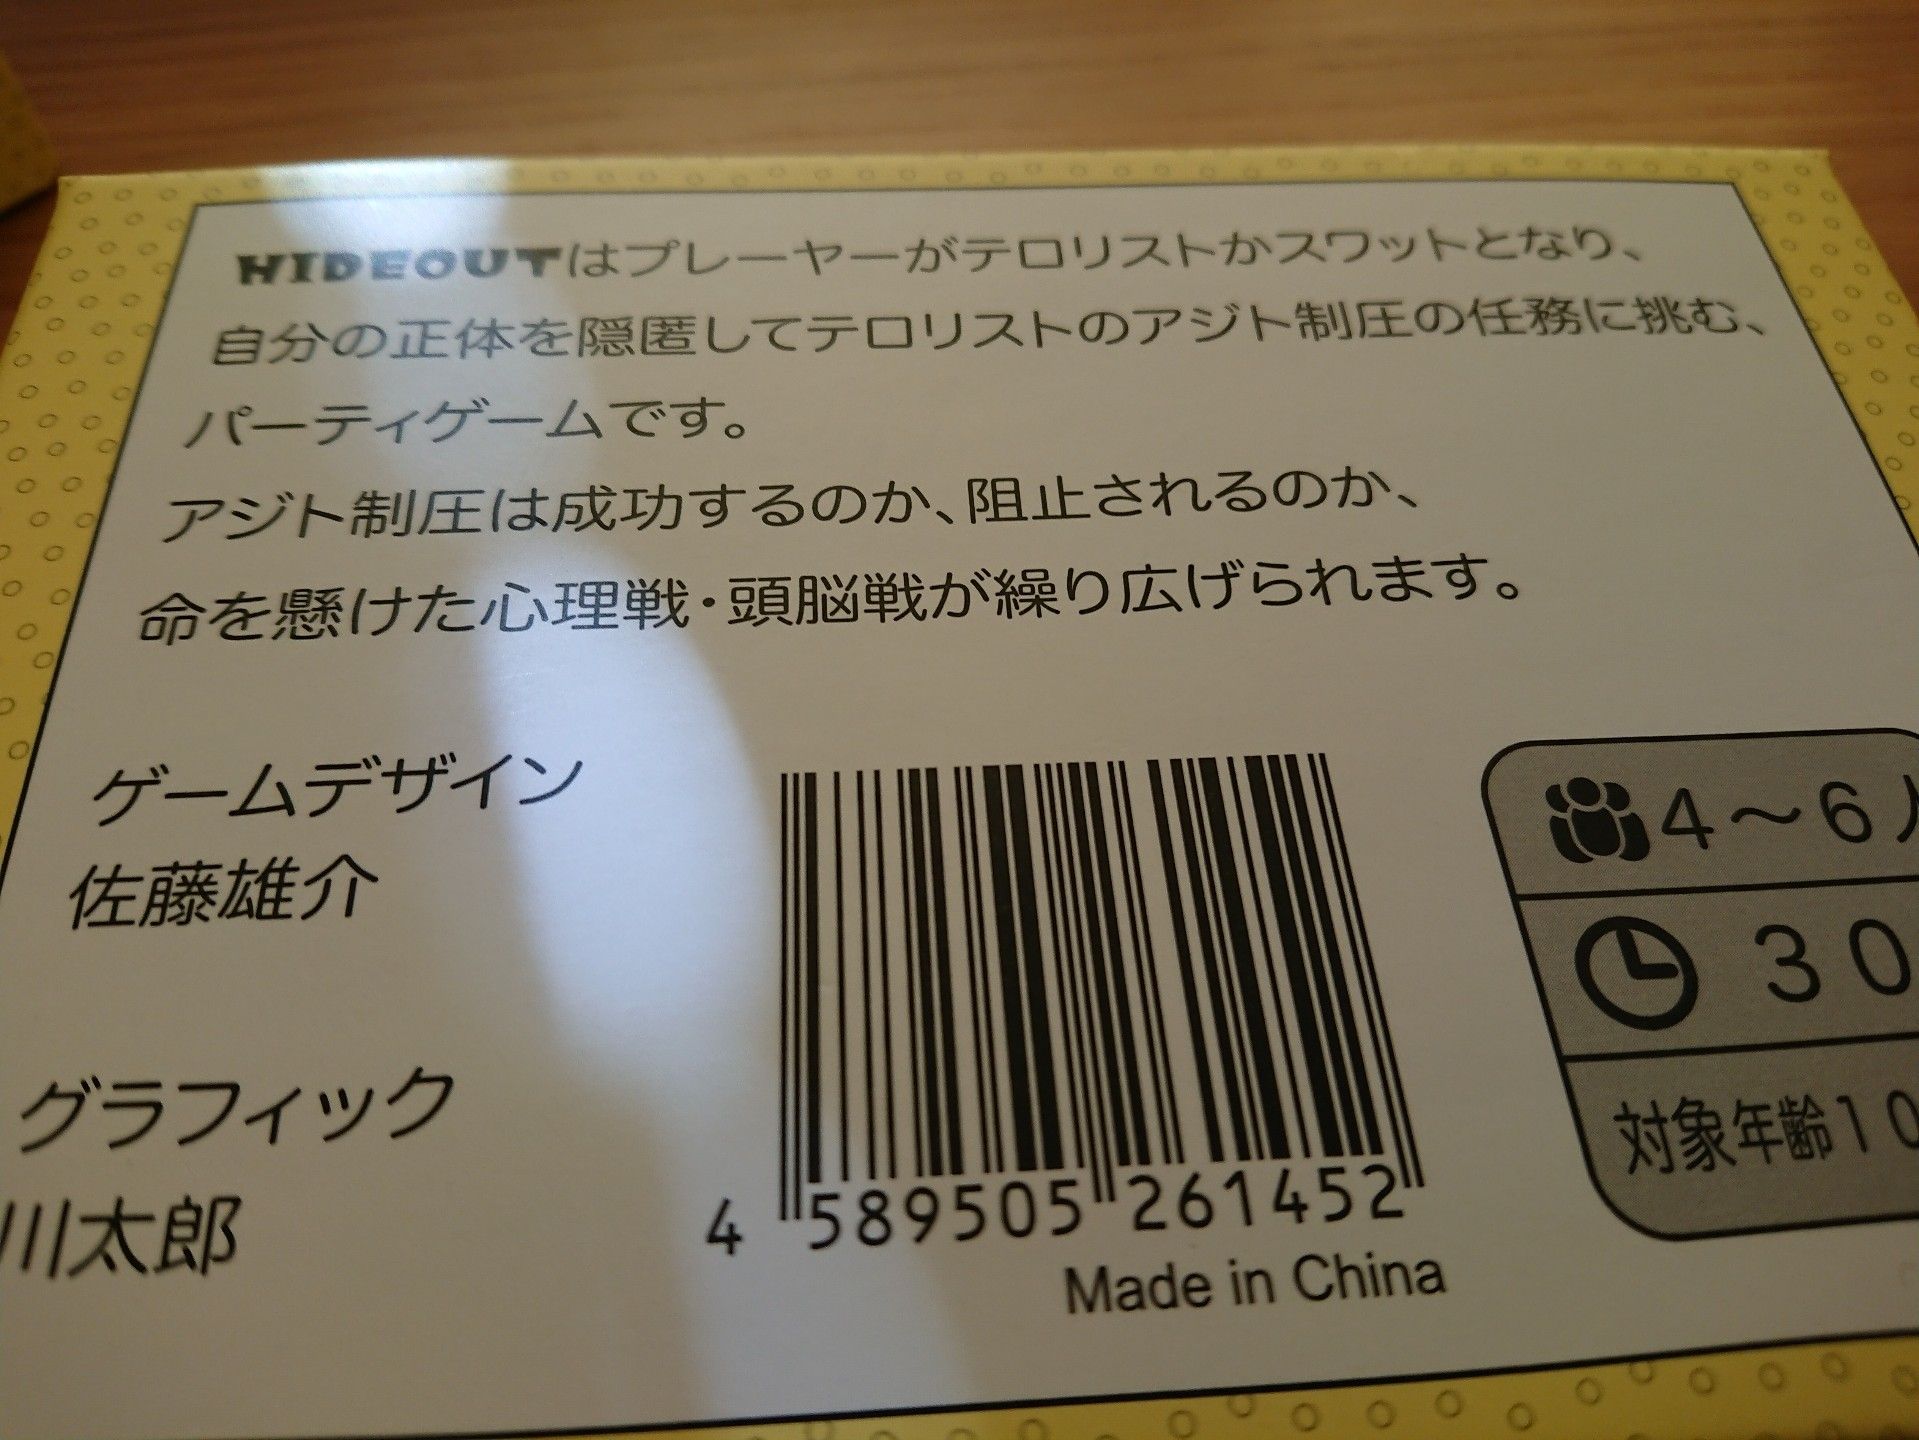 HIDEOUTはプレーヤーがテロリストかスワットとなり、
自分の正体を隠匿してテロリストのアジト制圧の任務に挑む、
パーティゲームです。
アジト制圧は成功するのか、阻止されるのか、
命を懸けた心理戦・頭脳戦が繰り広げられます。
ゲームデザイン
佐藤雄介
グラフィック
川太郎
4 589505 261452
Made in China
4～6
30
対象年齢10